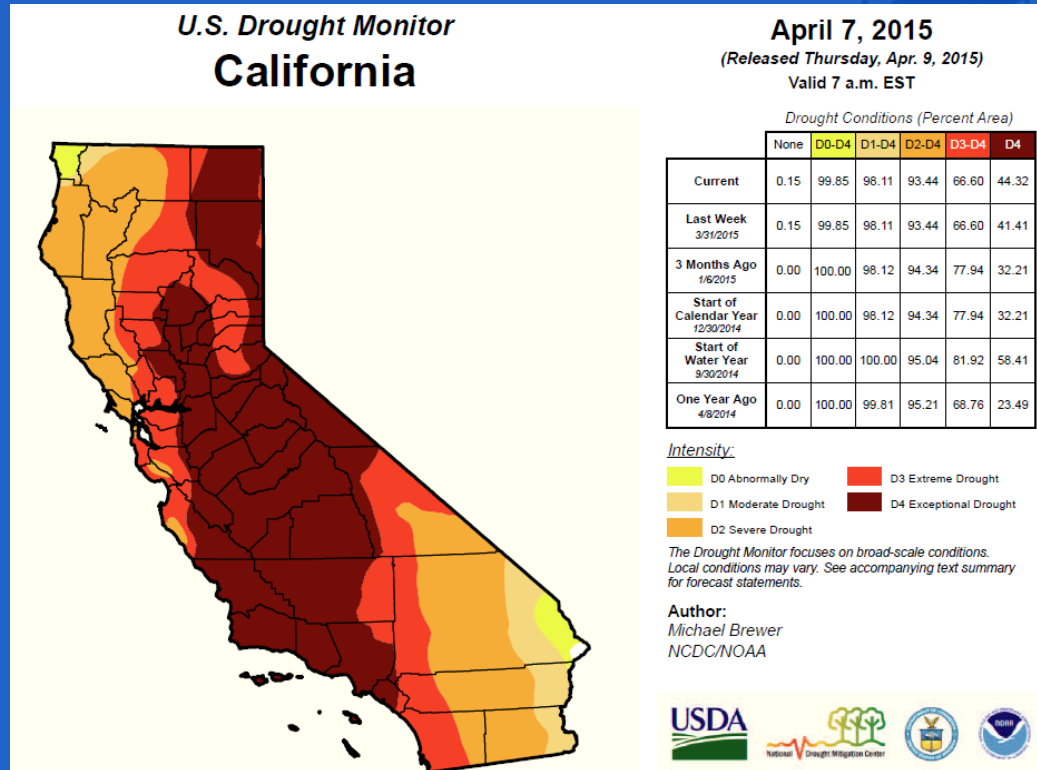 U.S. Drought Monitor
California
April 7, 2015
(Released Thursday, Apr. 9, 2015)
Valid 7 a.m. EST
Drought Conditions (Percent Area)
None D0-D4 D1-D4 D2-D4 D3-D4 D4
Current 0.15 99.85 98.11 93.44 66.60 44.32
Last Week
3/31/2015
0.15 99.85 98.11 93.44 66.60 41.41
3 Months Ago
1/6/2015
0.00 100.00 98.12 94.34 77.94 32.21
Start of
Calendar Year
12/30/2014
0.00 100.00 98.12 94.34 77.94 32.21
Start of
Water Year
9/30/2014
0.00 100.00 100.00 95.04 81.92 58.41
One Year Ago
4/8/2014
0.00 100.00 99.81 95.21 68.76 23.49
Intensity:
D0 Abnormally Dry
D1 Moderate Drought
D2 Severe Drought
D3 Extreme Drought
D4 Exceptional Drought
The Drought Monitor focuses on broad-scale conditions.
Local conditions may vary. See accompanying text summary
for forecast statements.
Author:
Michael Brewer
NCDC/NOAA
USDA
National Drought Mitigation Center
NOAA